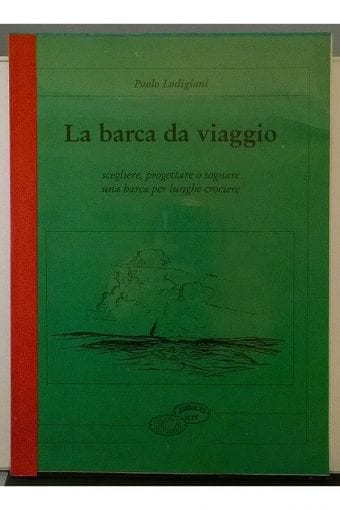 Paolo Lodigiani
La barca da viaggio
scegliere, progettare o sognare
una barca per lunghe crociere